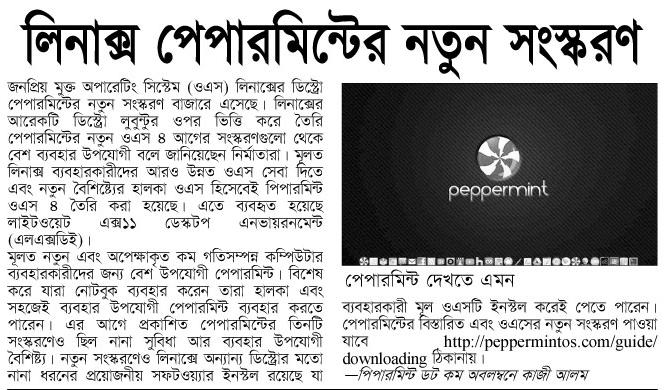 লিনাক্স পেপারমিন্টের নতুন সংস্করণ
জনপ্রিয় মুক্ত অপারেটিং সিস্টেম (ওএস) লিনাক্সের ডিস্ট্রো
পেপারমিন্টের নতুন সংস্করণ বাজারে এসেছে। লিনাক্সের
আরেকটি ডিস্ট্রো লুবুন্টুর ওপর ভিত্তি করে তৈরি
পেপারমিন্টের নতুন ওএস ৪ আগের সংস্করণগুলো থেকে
বেশ ব্যবহার উপযোগী বলে জানিয়েছেন নির্মাতারা। মূলত
লিনাক্স ব্যবহারকারীদের আরও উন্নত ওএস সেবা দিতে
এবং নতুন বৈশিষ্ট্যের হালকা ওএস হিসেবেই পিপারমিন্ট
ওএস ৪ তৈরি করা হয়েছে। এতে ব্যবহৃত হয়েছে
লাইটওয়েট এক্স১১ ডেস্কটপ এনভায়রনমেন্ট
(এলএক্সডিই)।
মূলত নতুন এবং অপেক্ষাকৃত কম গতিসম্পন্ন কম্পিউটার
ব্যবহারকারীদের জন্য বেশ উপযোগী পেপারমিন্ট। বিশেষ
করে যারা নোটবুক ব্যবহার করেন তারা হালকা এবং
সহজেই ব্যবহার উপযোগী পেপারমিন্ট ব্যবহার করতে
পারেন। এর আগে প্রকাশিত পেপারমিন্টের তিনটি
সংস্করণেও ছিল নানা সুবিধা আর ব্যবহার উপযোগী
বৈশিষ্ট্য। নতুন সংস্করণেও লিনাক্সে অন্যান্য ডিস্ট্রোর মতো
নানা ধরনের প্রয়োজনীয় সফটওয়্যার ইনস্টল রয়েছে যা
peppermint
পেপারমিন্ট দেখতে এমন
ব্যবহারকারী মূল ওএসটি ইনস্টল করেই পেতে পারেন।
পেপারমিন্টের বিস্তারিত এবং ওএসের নতুন সংস্করণ পাওয়া
যাবে http://peppermintos.com/guide/
downloading ঠিকানায়।
—পিপারমিন্ট ডট কম অবলম্বনে কাজী আলম